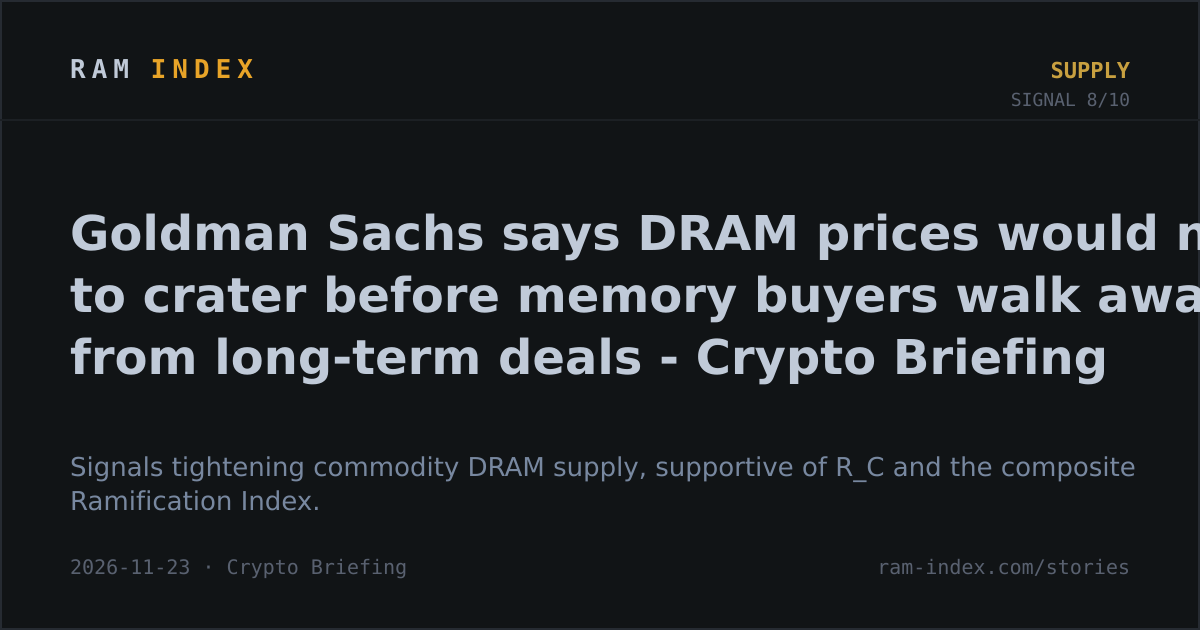 RAM INDEX
SUPPLY
SIGNAL 8/10
Goldman Sachs says DRAM prices would
to crater before memory buyers walk
from long-term deals - Crypto Briefing
Signals tightening commodity DRAM supply, supportive of R_C and the composite
Ramification Index.
2026-11-23 · Crypto Briefing
ram-index.com/stories